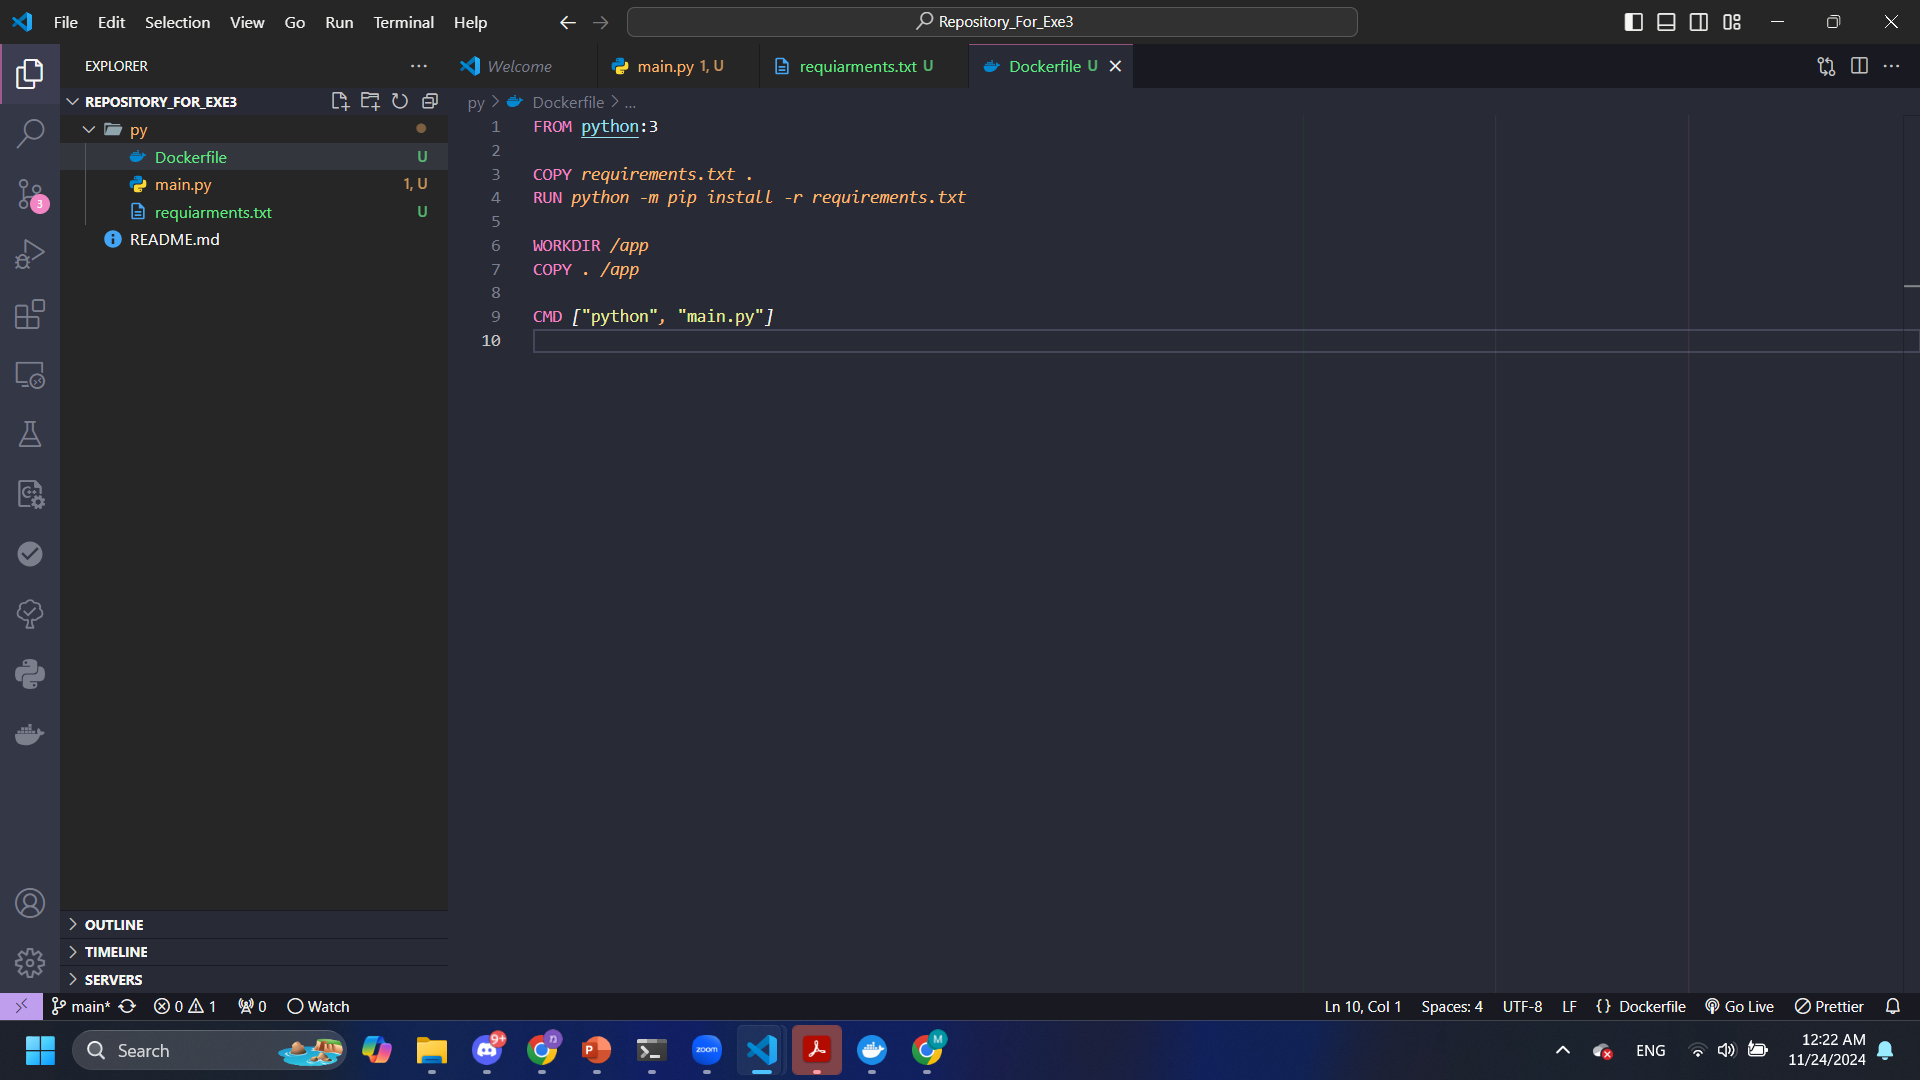 File Edit Selection View Go Run Terminal Help
Repository_For_Exe3
EXPLORER
Welcome
main.py 1, U
requiarments.txt U
Dockerfile U
REPOSITORY_FOR_EXE3
py > Dockerfile > ...
py
Dockerfile U
main.py 1, U
requiarments.txt U
README.md
1 FROM python:3
2
3 COPY requirements.txt .
4 RUN python -m pip install -r requirements.txt
5
6 WORKDIR /app
7 COPY . /app
8
9 CMD ["python", "main.py"]
10
3
OUTLINE
TIMELINE
SERVERS
main* 0 1 0 Watch
Ln 10, Col 1 Spaces: 4 UTF-8 LF {} Dockerfile Go Live Prettier
Search
9+
n
P
zoom
M
ENG
12:22 AM
11/24/2024